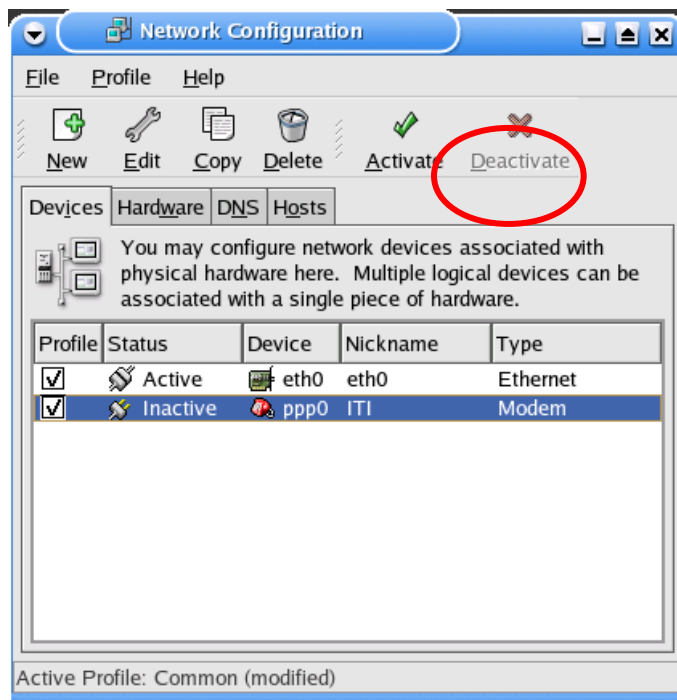 Network Configuration
File Profile Help
New Edit Copy Delete Activate Deactivate
Devices Hardware DNS Hosts
You may configure network devices associated with
physical hardware here. Multiple logical devices can be
associated with a single piece of hardware.
Profile Status Device Nickname Type
Active eth0 eth0 Ethernet
Inactive ppp0 ITI Modem
Active Profile: Common (modified)